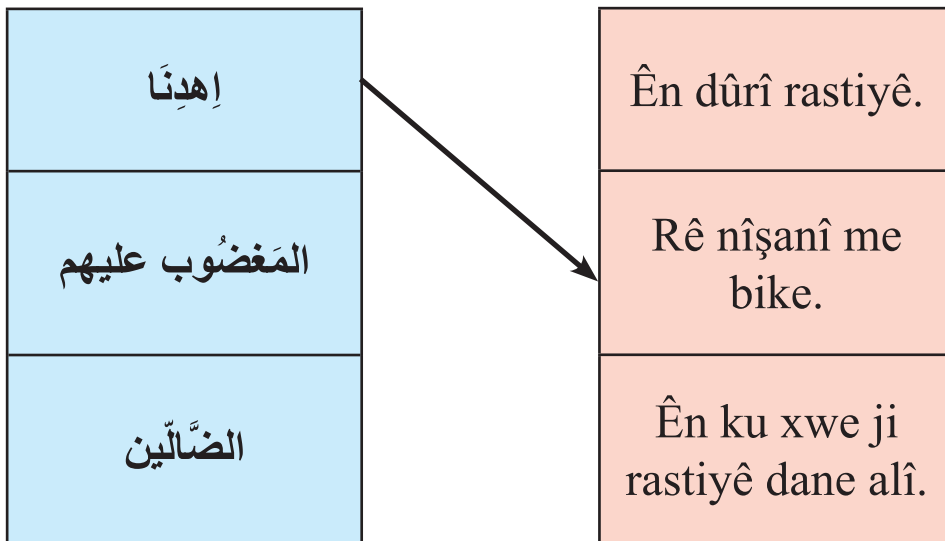 اِهدِنَا
Ên dûrî rastiyê.
المَغضُوب عليهم
Rê nîşanî me
bike.
الضَّالّين
Ên ku xwe ji
rastiyê dane alî.